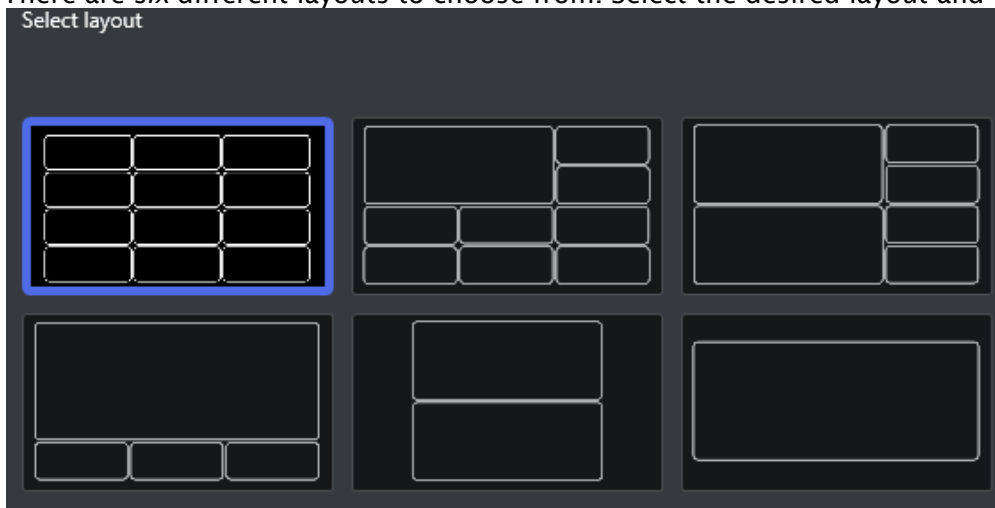 There are six different layouts to choose from. Select the desired layout and
Select layout